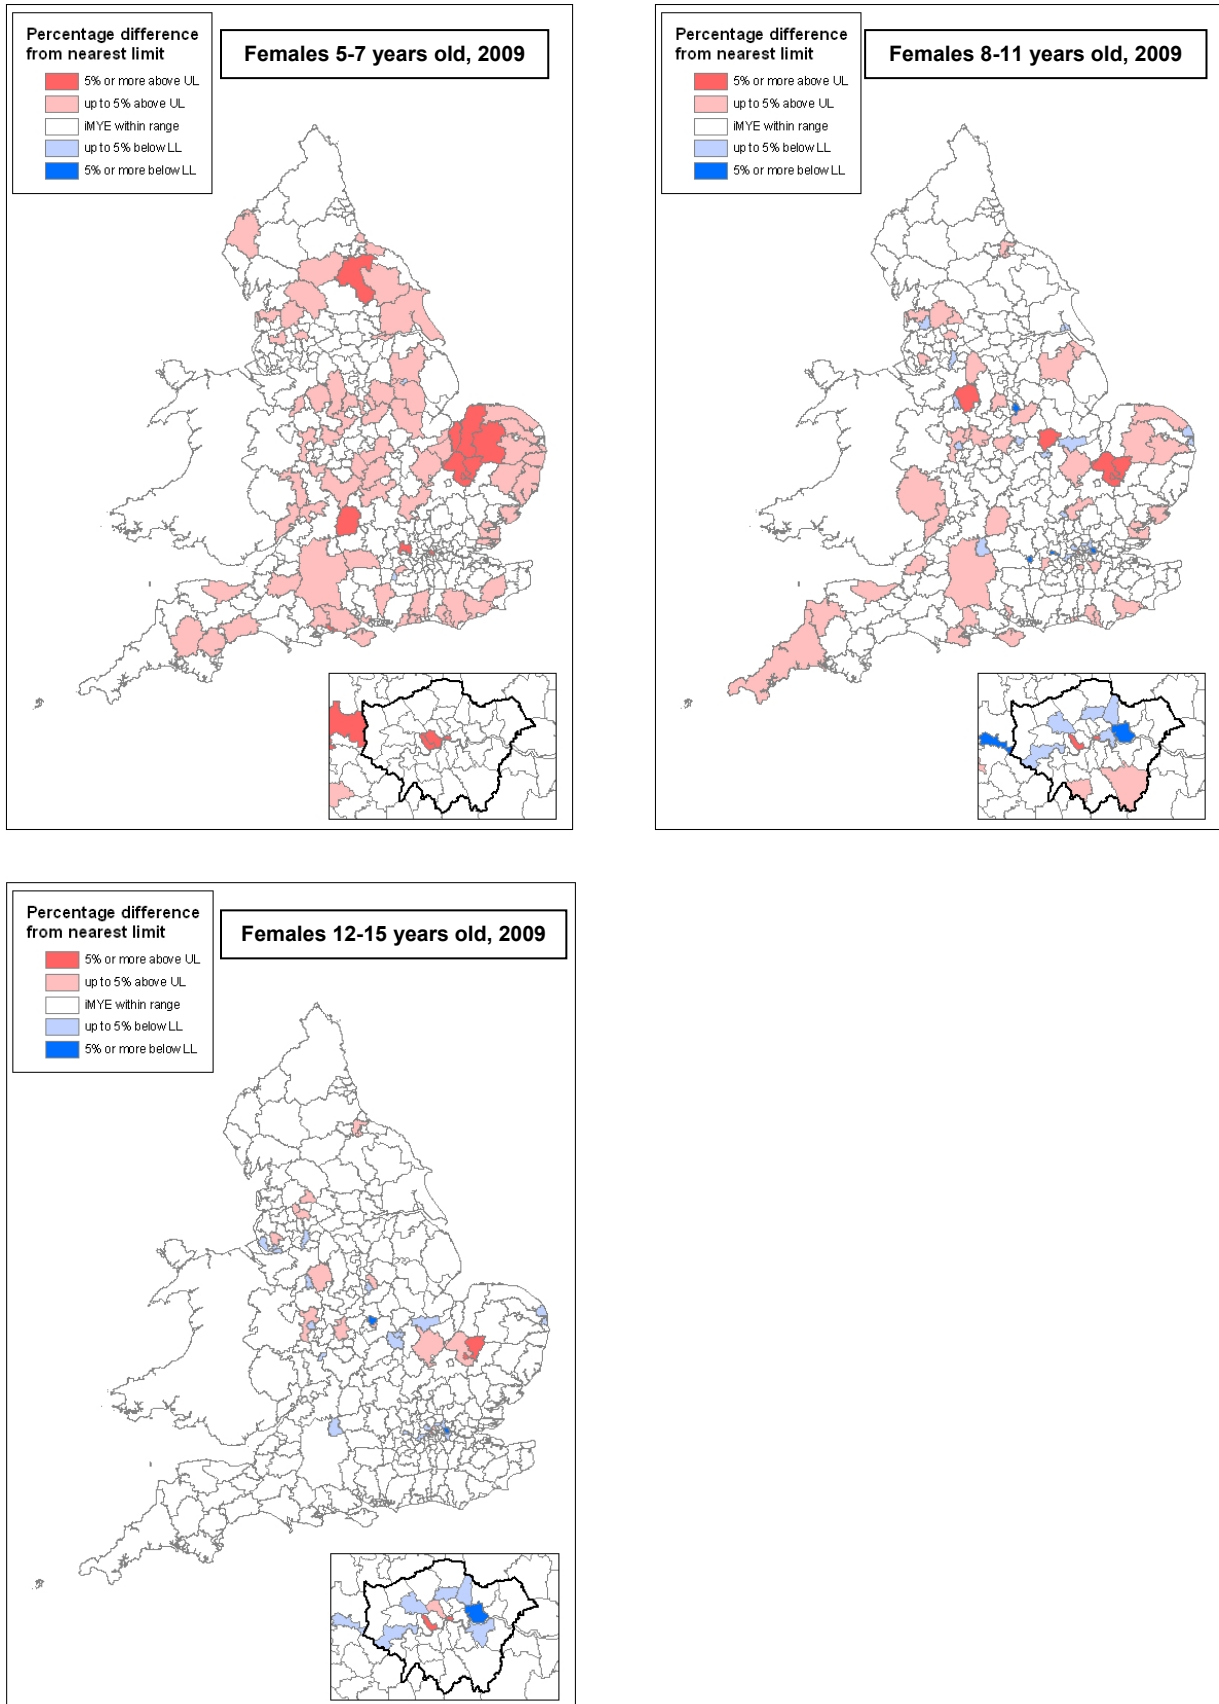 Percentage difference
from nearest limit
5% or more above UL
up to 5% above UL
iMYE within range
up to 5% below LL
5% or more below LL
Females 5-7 years old, 2009
Percentage difference
from nearest limit
5% or more above UL
up to 5% above UL
iMYE within range
up to 5% below LL
5% or more below LL
Females 8-11 years old, 2009
Percentage difference
from nearest limit
5% or more above UL
up to 5% above UL
iMYE within range
up to 5% below LL
5% or more below LL
Females 12-15 years old, 2009